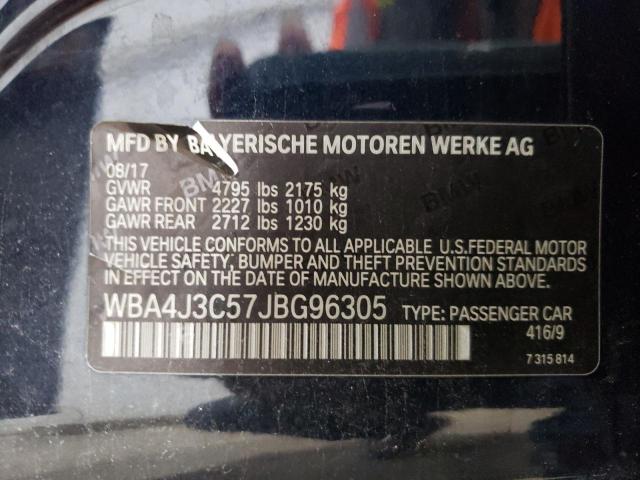 MFD BY BAYERISCHE MOTOREN WERKE AG
08/17
GVWR 4795 lbs 2175 kg
GAWR FRONT 2227 lbs 1010 kg
GAWR REAR 2712 lbs 1230 kg
THIS VEHICLE CONFORMS TO ALL APPLICABLE U.S.FEDERAL MOTOR
VEHICLE SAFETY, BUMPER AND THEFT PREVENTION STANDARDS
IN EFFECT ON THE DATE OF MANUFACTURE SHOWN ABOVE.
WBA4J3C57JBG96305 TYPE: PASSENGER CAR
416/9
7 315 814